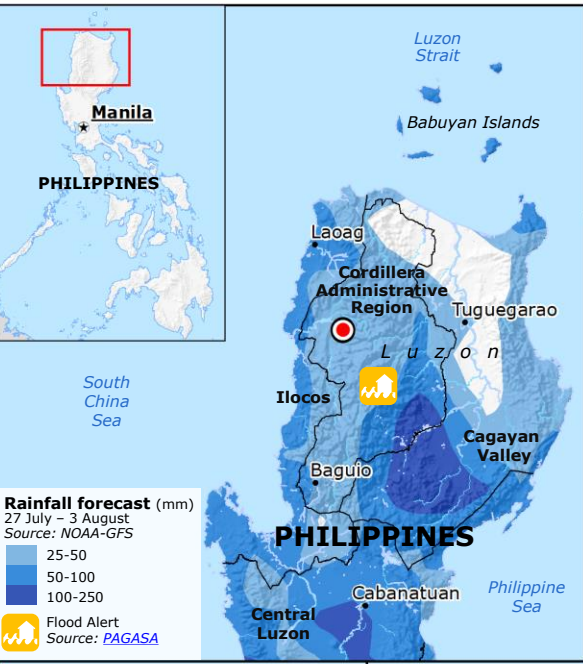 Manila
PHILIPPINES
Luzon
Strait
Babuyan Islands
Laoag
Cordillera
Administrative
Region
Tuguegarao
Luzon
South
China
Sea
Ilocos
Cagayan
Valley
Baguio
PHILIPPINES
Philippine
Sea
Cabanatuan
Central
Luzon
Rainfall forecast (mm)
27 July – 3 August
Source: NOAA-GFS
25-50
50-100
100-250
Flood Alert
Source: PAGASA